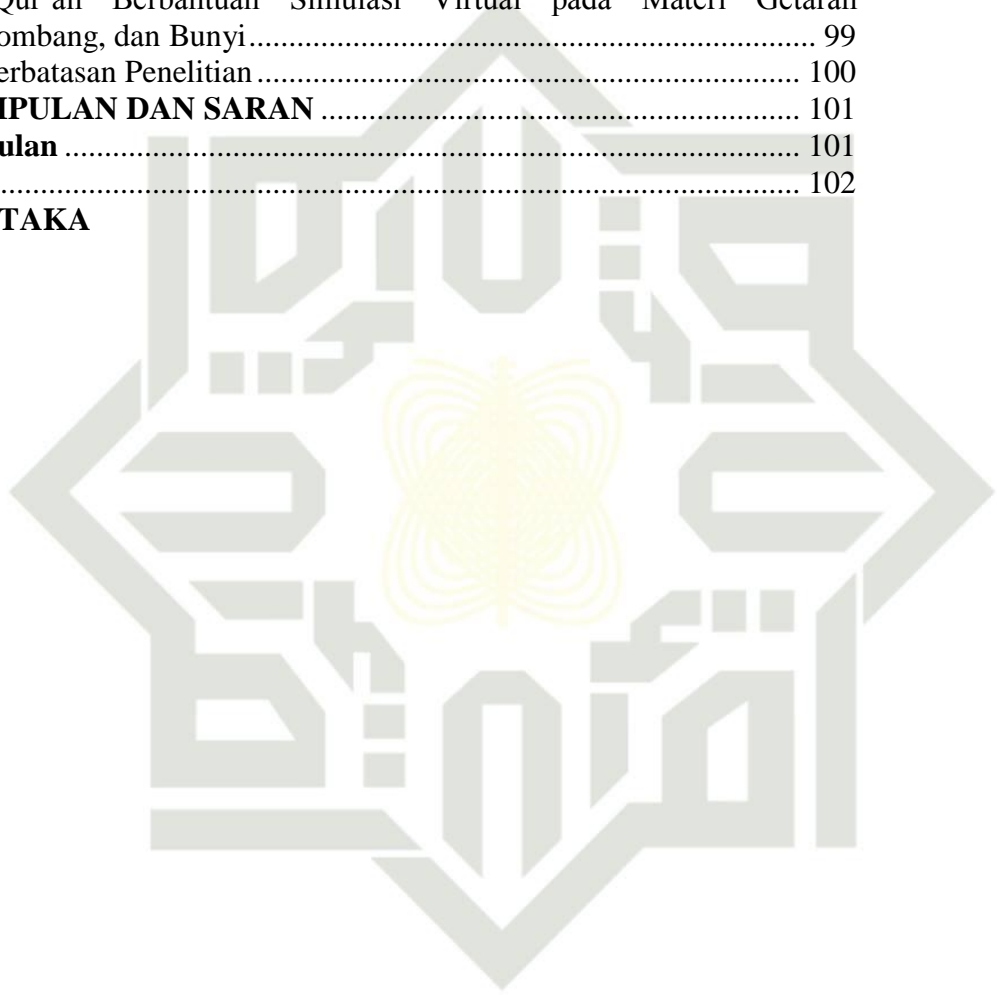 Qur'an Berbantuan Simulasi Virtual pada Materi Getaran
ombang, dan Bunyi........................................................................ 99
erbatasan Penelitian .................................................................... 100
IPULAN DAN SARAN ............................................................ 101
ulan ............................................................................................ 101
.................................................................................................... 102
TAKA